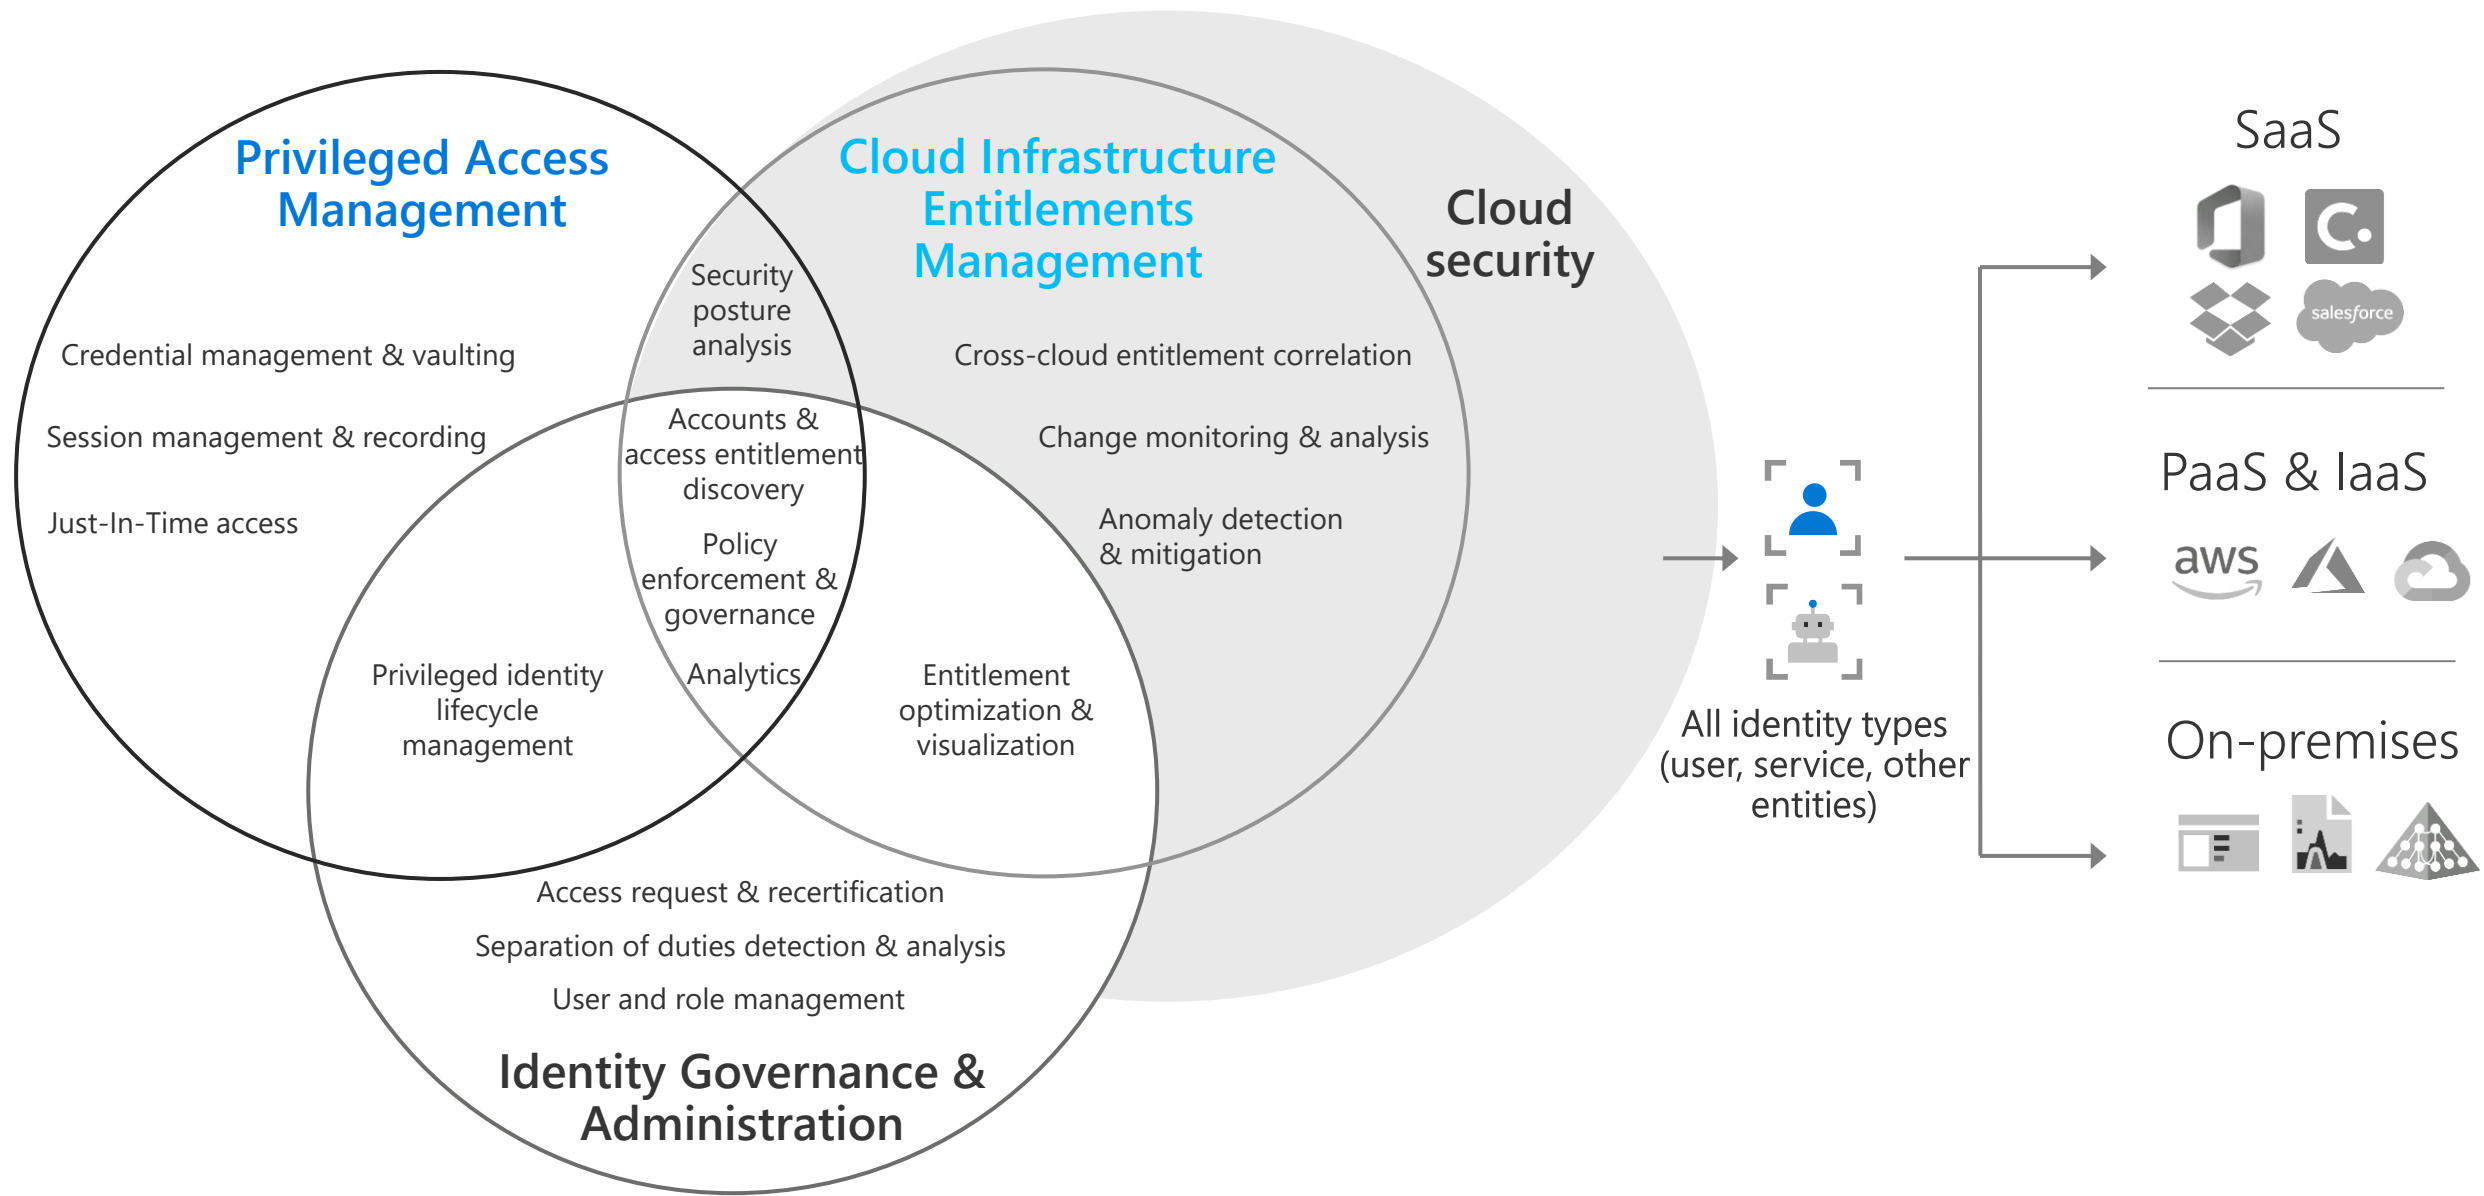 Privileged Access
Management
Credential management & vaulting
Session management & recording
Just-In-Time access
Security
posture
analysis
Cloud Infrastructure
Entitlements
Management
Cross-cloud entitlement correlation
Change monitoring & analysis
Anomaly detection
& mitigation
Cloud
security
Accounts &
access entitlement
discovery
Policy
enforcement &
governance
Analytics
Privileged identity
lifecycle
management
Entitlement
optimization &
visualization
Access request & recertification
Separation of duties detection & analysis
User and role management
Identity Governance &
Administration
All identity types
(user, service, other
entities)
SaaS
C.
salesforce
PaaS & IaaS
aws
On-premises